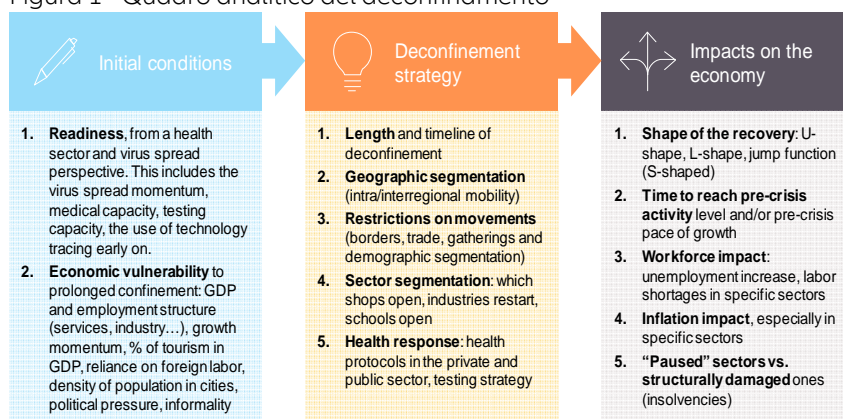 Figura 1 - Quadro analitico del deconfinamento
Initial conditions
1. Readiness, from a health
sector and virus spread
perspective. This includes the
virus spread momentum,
medical capacity, testing
capacity, the use of technology
tracing early on.
2. Economic vulnerability to
prolonged confinement: GDP
and employment structure
(services, industry…), growth
momentum, % of tourism in
GDP, reliance on foreign labor,
density of population in cities,
political pressure, informality
Deconfinement
strategy
1. Length and timeline of
deconfinement
2. Geographic segmentation
(intra/interregional mobility)
3. Restrictions on movements
(borders, trade, gatherings and
demographic segmentation)
4. Sector segmentation: which
shops open, industries restart,
schools open
5. Health response: health
protocols in the private and
public sector, testing strategy
Impacts on the
economy
1. Shape of the recovery: U-
shape, L-shape, jump function
(S-shaped)
2. Time to reach pre-crisis
activity level and/or pre-crisis
pace of growth
3. Workforce impact:
unemployment increase, labor
shortages in specific sectors
4. Inflation impact, especially in
specific sectors
5. "Paused" sectors vs.
structurally damaged ones
(insolvencies)